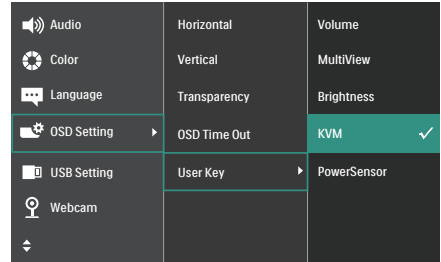 Audio
Color
Language
OSD Setting
USB Setting
Webcam
Horizontal
Vertical
Transparency
OSD Time Out
User Key
Volume
MultiView
Brightness
KVM
PowerSensor